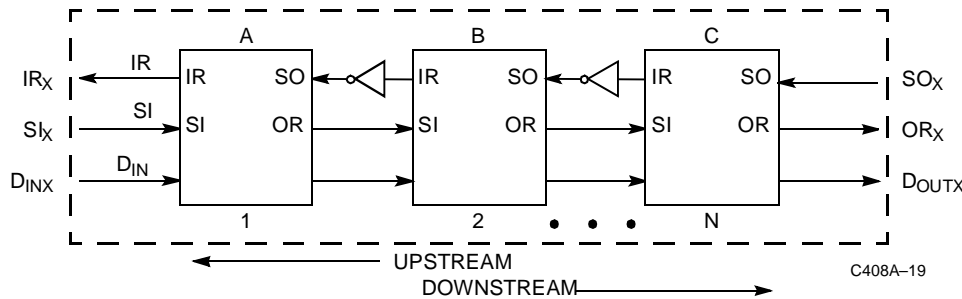 A B C
IRX IR IR SO IR SO IR SO SOX
SIX SI SI OR SI OR SI OR ORX
DINX DIN DOUTX
1 2 • • • N
UPSTREAM
DOWNSTREAM
C408A–19